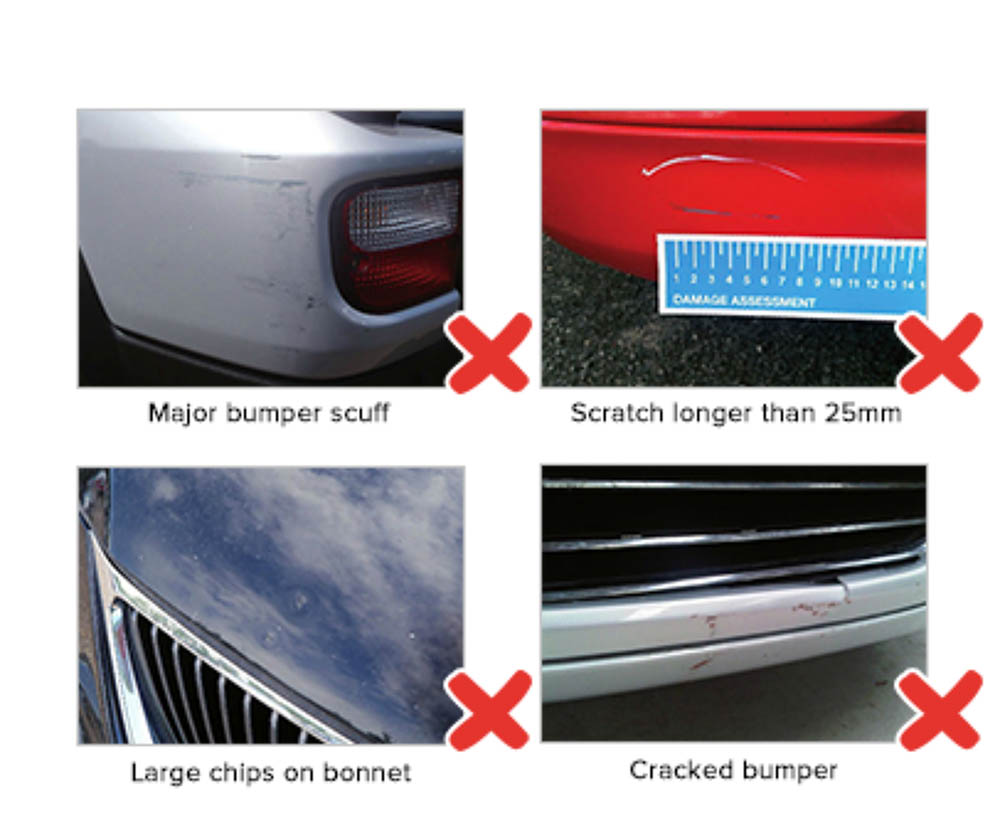 1 2 3 4 5 6 7 8 9 10 11 12 13 14
DAMAGE ASSESSMENT
Major bumper scuff
Scratch longer than 25mm
Large chips on bonnet
Cracked bumper